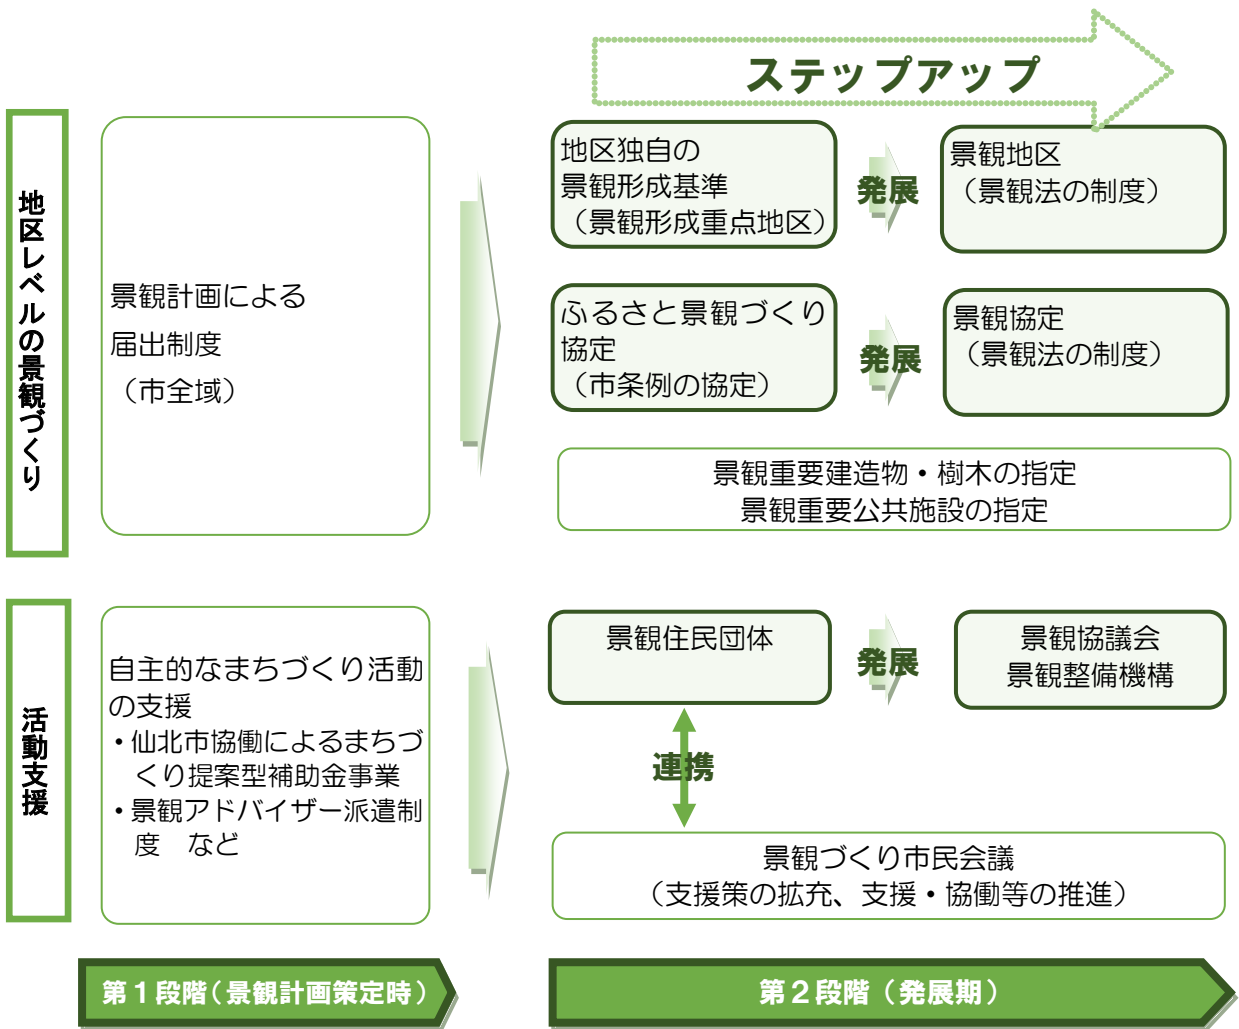 ステップアップ
地区レベルの景観づくり
景観計画による
届出制度
（市全域）
地区独自の
景観形成基準
（景観形成重点地区）
発展
景観地区
（景観法の制度）
ふるさと景観づくり
協定
（市条例の協定）
発展
景観協定
（景観法の制度）
景観重要建造物・樹木の指定
景観重要公共施設の指定
活動支援
自主的なまちづくり活動
の支援
・仙北市協働によるまちづ
くり提案型補助金事業
・景観アドバイザー派遣制
度　など
景観住民団体
発展
景観協議会
景観整備機構
連携
景観づくり市民会議
（支援策の拡充、支援・協働等の推進）
第１段階（景観計画策定時）
第２段階（発展期）